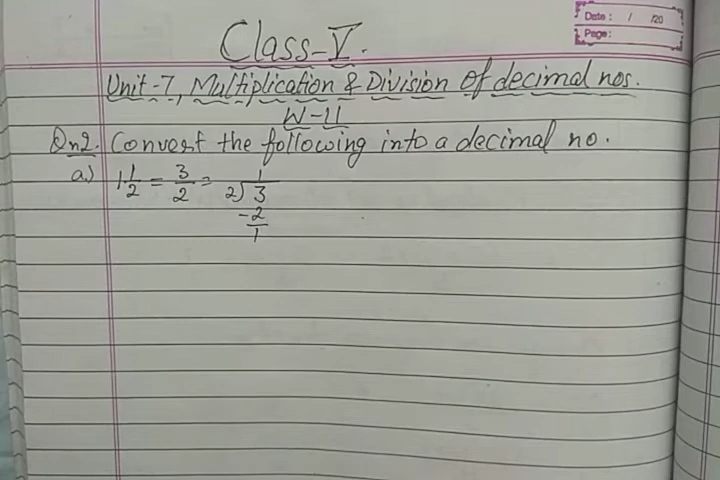 Date : / /20
Page:
Class-V.
Unit-7, Multiplication & Division of decimal nos.
W-11
Qn2. Convert the following into a decimal no.
a.) 1 1/2 = 3/2 = 2)3
1
-2
1